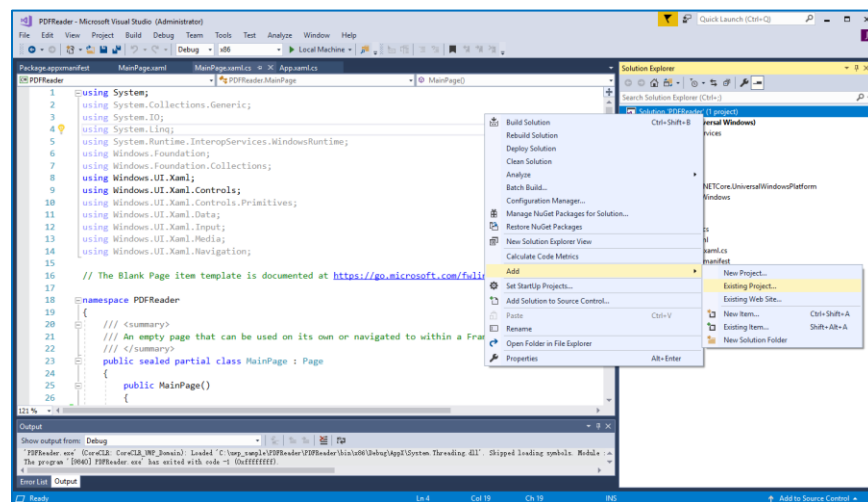 PDFReader - Microsoft Visual Studio (Administrator)
Quick Launch (Ctrl+Q)
File Edit View Project Build Debug Team Tools Test Analyze Window Help
Debug x86 Local Machine
Package.appxmanifest MainPage.xaml MainPage.xaml.cs App.xaml.cs
PDFReader PDFReader.MainPage MainPage()
1 using System;
2 using System.Collections.Generic;
3 using System.IO;
4 using System.Linq;
5 using System.Runtime.InteropServices.WindowsRuntime;
6 using Windows.Foundation;
7 using Windows.Foundation.Collections;
8 using Windows.UI.Xaml;
9 using Windows.UI.Xaml.Controls;
10 using Windows.UI.Xaml.Controls.Primitives;
11 using Windows.UI.Xaml.Data;
12 using Windows.UI.Xaml.Input;
13 using Windows.UI.Xaml.Media;
14 using Windows.UI.Xaml.Navigation;
15
16 // The Blank Page item template is documented at https://go.microsoft.com/fwlin
17
18 namespace PDFReader
19 {
20 /// <summary>
21 /// An empty page that can be used on its own or navigated to within a Fra
22 /// </summary>
23 public sealed partial class MainPage : Page
24 {
25 public MainPage()
26 {
121 %
Build Solution Ctrl+Shift+B
Rebuild Solution
Deploy Solution
Clean Solution
Analyze
Batch Build...
Configuration Manager...
Manage NuGet Packages for Solution...
Restore NuGet Packages
New Solution Explorer View
Calculate Code Metrics
Add
Set StartUp Projects...
Add Solution to Source Control...
Paste Ctrl+V
Rename
Open Folder in File Explorer
Properties Alt+Enter
New Project...
Existing Project...
Existing Web Site...
New Item... Ctrl+Shift+A
Existing Item... Shift+Alt+A
New Solution Folder
Solution Explorer
Search Solution Explorer (Ctrl+;)
Solution 'PDFReader' (1 project)
versal Windows)
rvices
NETCore.UniversalWindowsPlatform
Windows
cs
ml
xaml.cs
manifest
Output
Show output from: Debug
'PDFReader.exe' (CoreCLR: CoreCLR_UWP_Domain): Loaded 'C:\uwp_sample\PDFReader\PDFReader\bin\x86\Debug\AppX\System.Threading.dll'. Skipped loading symbols. Module
The program '[9840] PDFReader.exe' has exited with code -1 (0xffffffff).
Error List Output
Ready Ln 4 Col 19 Ch 19 INS Add to Source Control